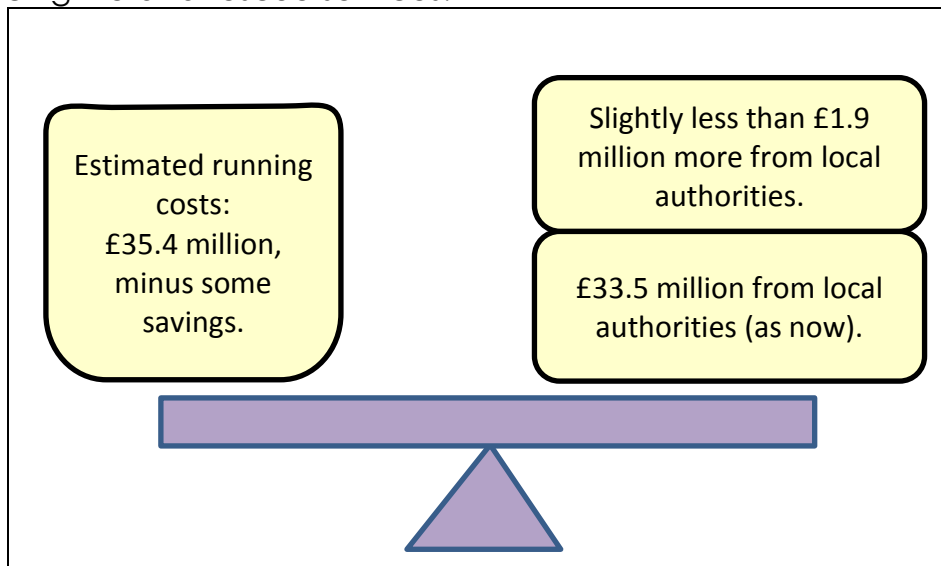 Estimated running
costs:
£35.4 million,
minus some
savings.
Slightly less than £1.9
million more from local
authorities.
£33.5 million from local
authorities (as now).